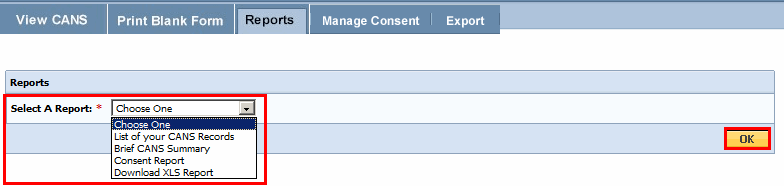 View CANS Print Blank Form Reports Manage Consent Export
Reports
Select A Report: * Choose One
Choose One
List of your CANS Records
Brief CANS Summary
OK
Consent Report
Download XLS Report